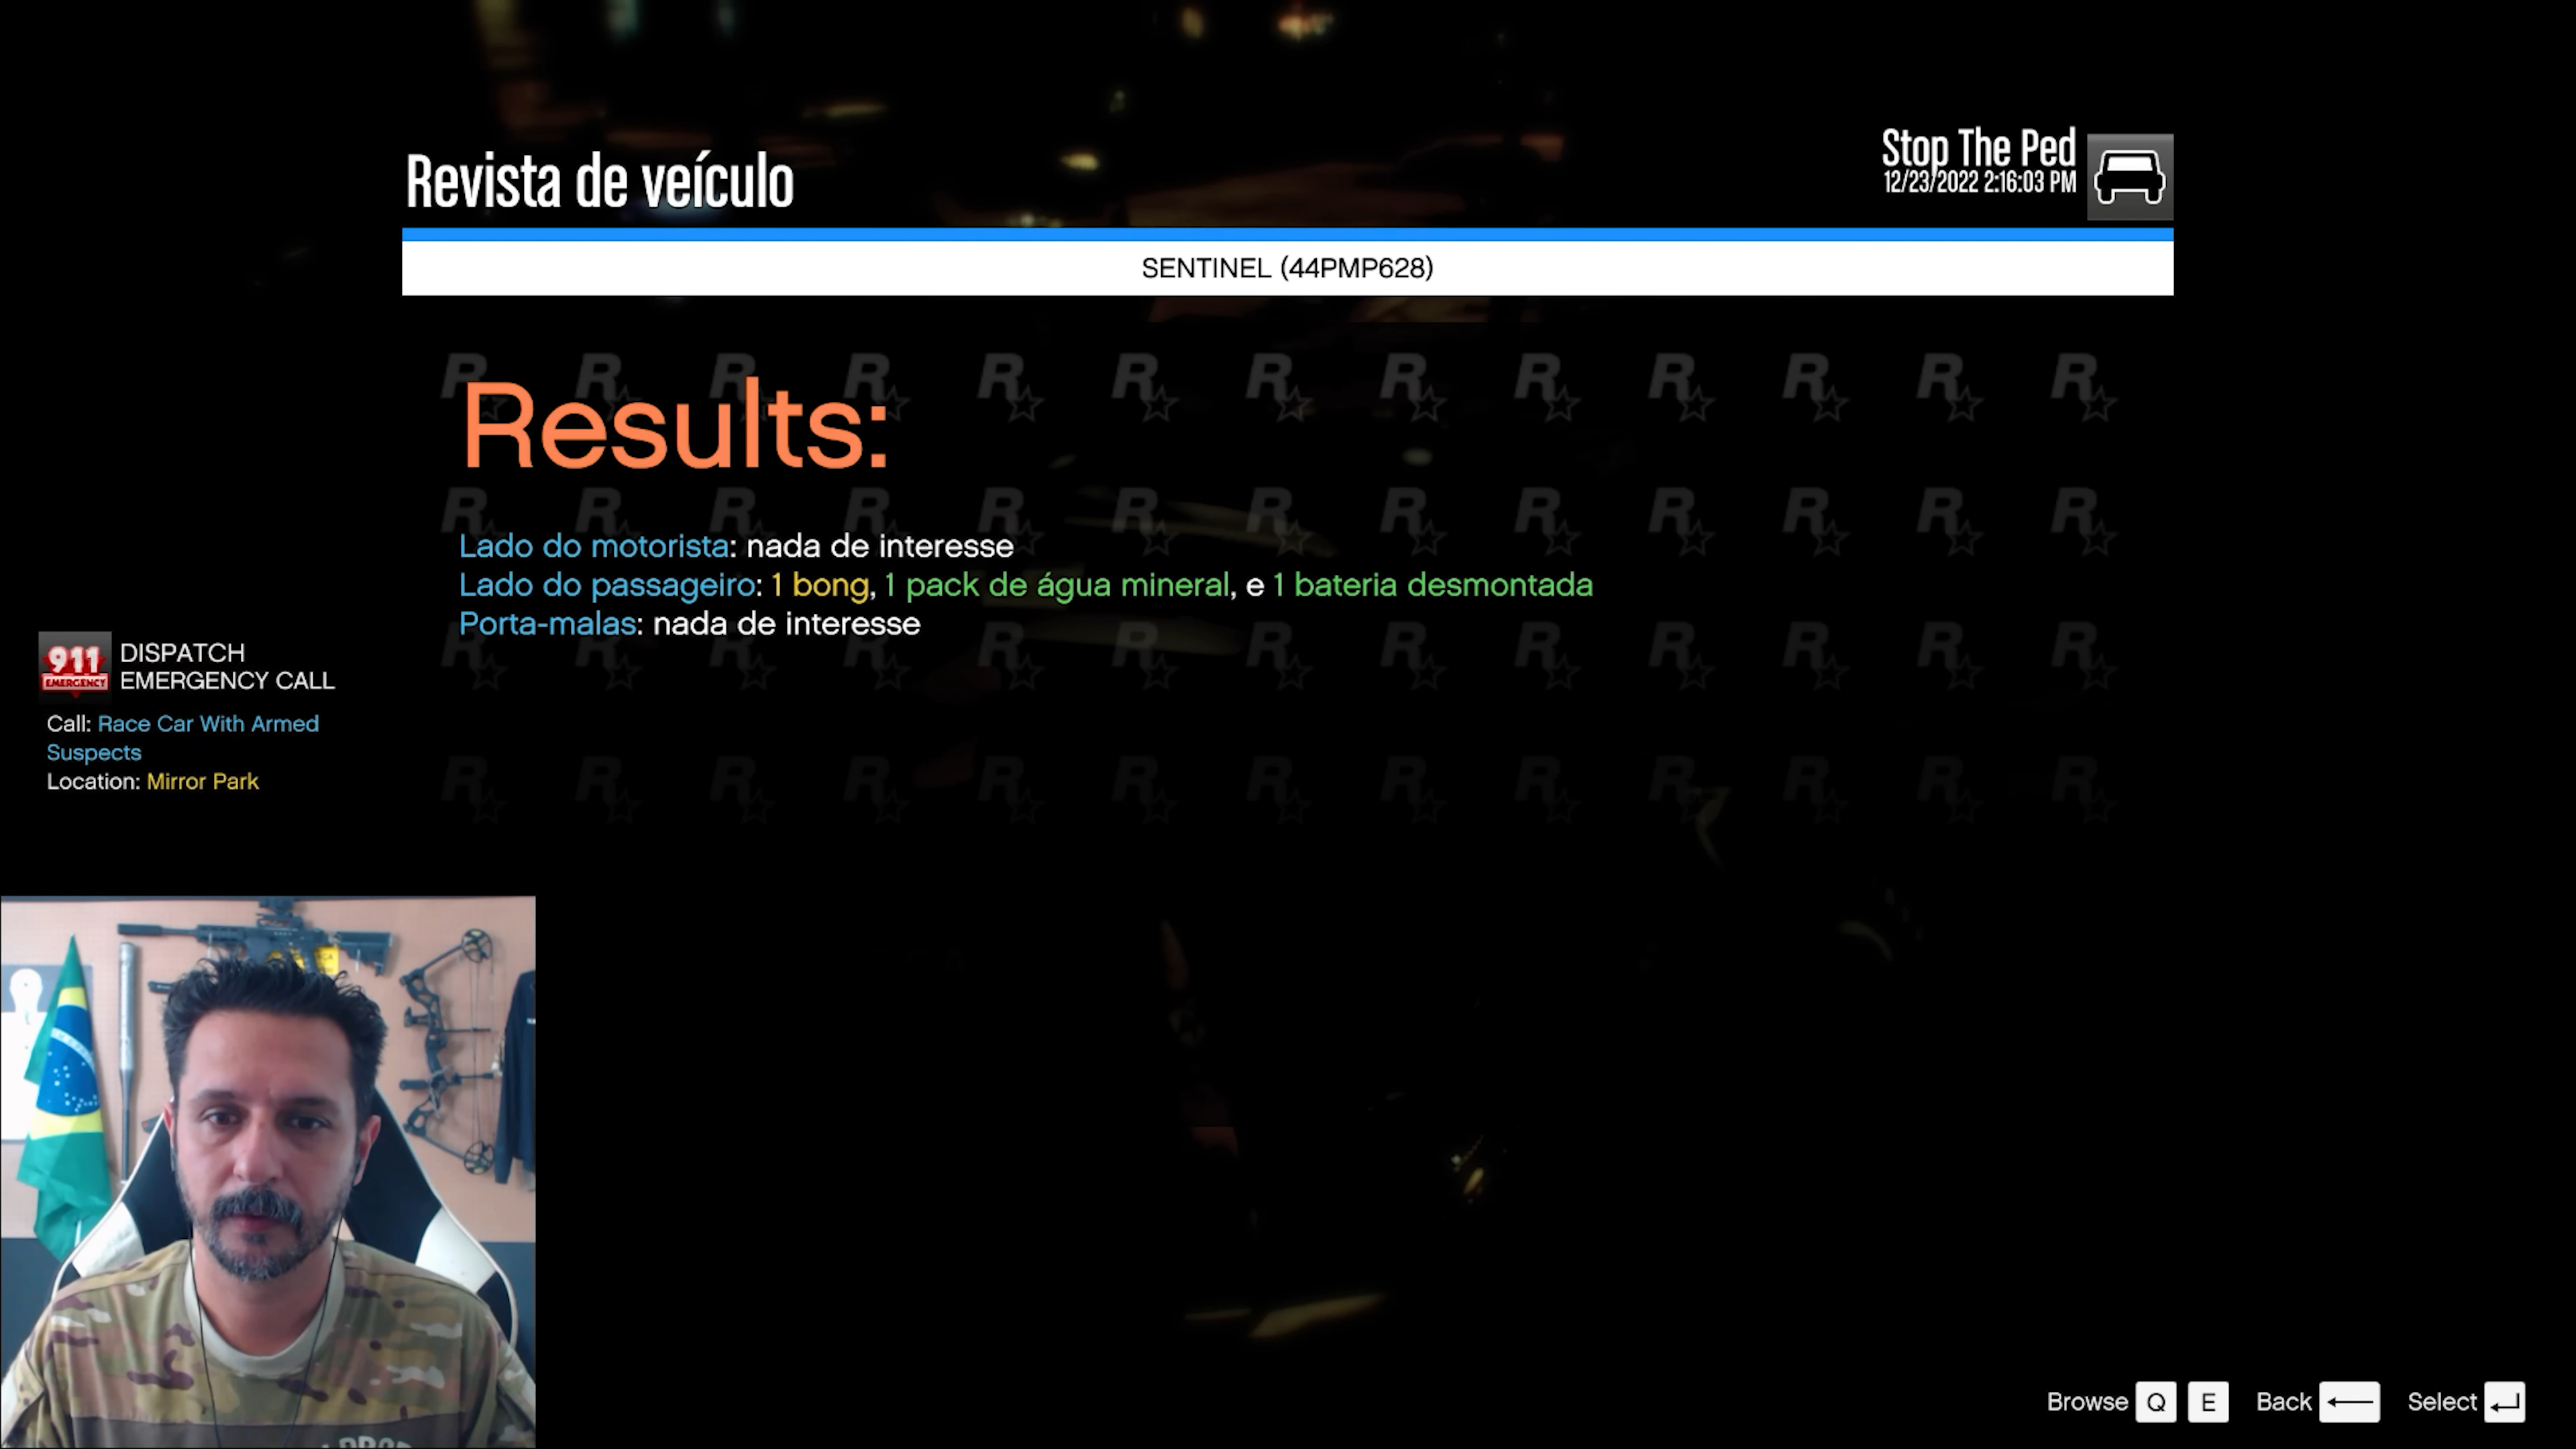 Revista de veículo
Stop The Ped
12/23/2022 2:16:03 PM
SENTINEL (44PMP628)
Results:
Lado do motorista: nada de interesse
Lado do passageiro: 1 bong, 1 pack de água mineral, e 1 bateria desmontada
Porta-malas: nada de interesse
911
EMERGENCY
DISPATCH
EMERGENCY CALL
Call: Race Car With Armed
Suspects
Location: Mirror Park
Browse Q E Back Select